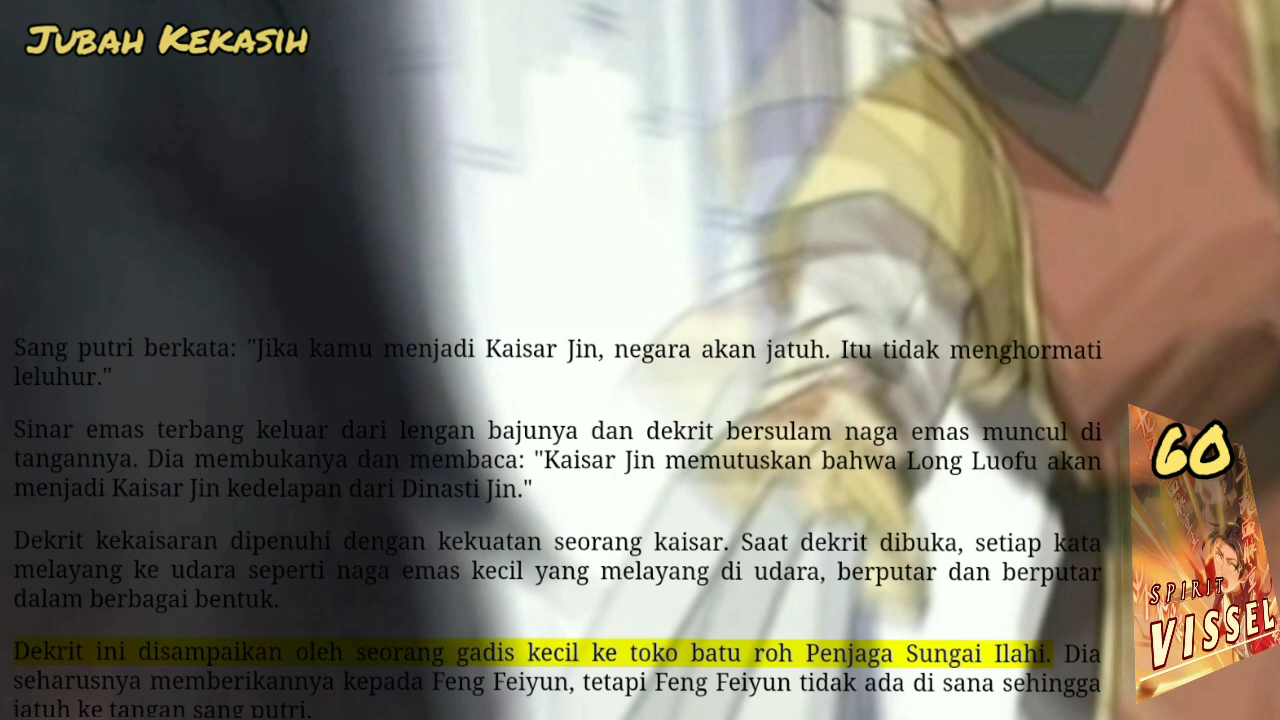 Jubah Kekasih
Sang putri berkata: "Jika kamu menjadi Kaisar Jin, negara akan jatuh. Itu tidak menghormati
leluhur."
Sinar emas terbang keluar dari lengan bajunya dan dekrit bersulam naga emas muncul di
tangannya. Dia membukanya dan membaca: "Kaisar Jin memutuskan bahwa Long Luofu akan
menjadi Kaisar Jin kedelapan dari Dinasti Jin."
Dekrit kekaisaran dipenuhi dengan kekuatan seorang kaisar. Saat dekrit dibuka, setiap kata
melayang ke udara seperti naga emas kecil yang melayang di udara, berputar dan berputar
dalam berbagai bentuk.
Dekrit ini disampaikan oleh seorang gadis kecil ke toko batu roh Penjaga Sungai Ilahi. Dia
seharusnya memberikannya kepada Feng Feiyun, tetapi Feng Feiyun tidak ada di sana sehingga
jatuh ke tangan sang putri.
60
SPIRIT
VISSEL